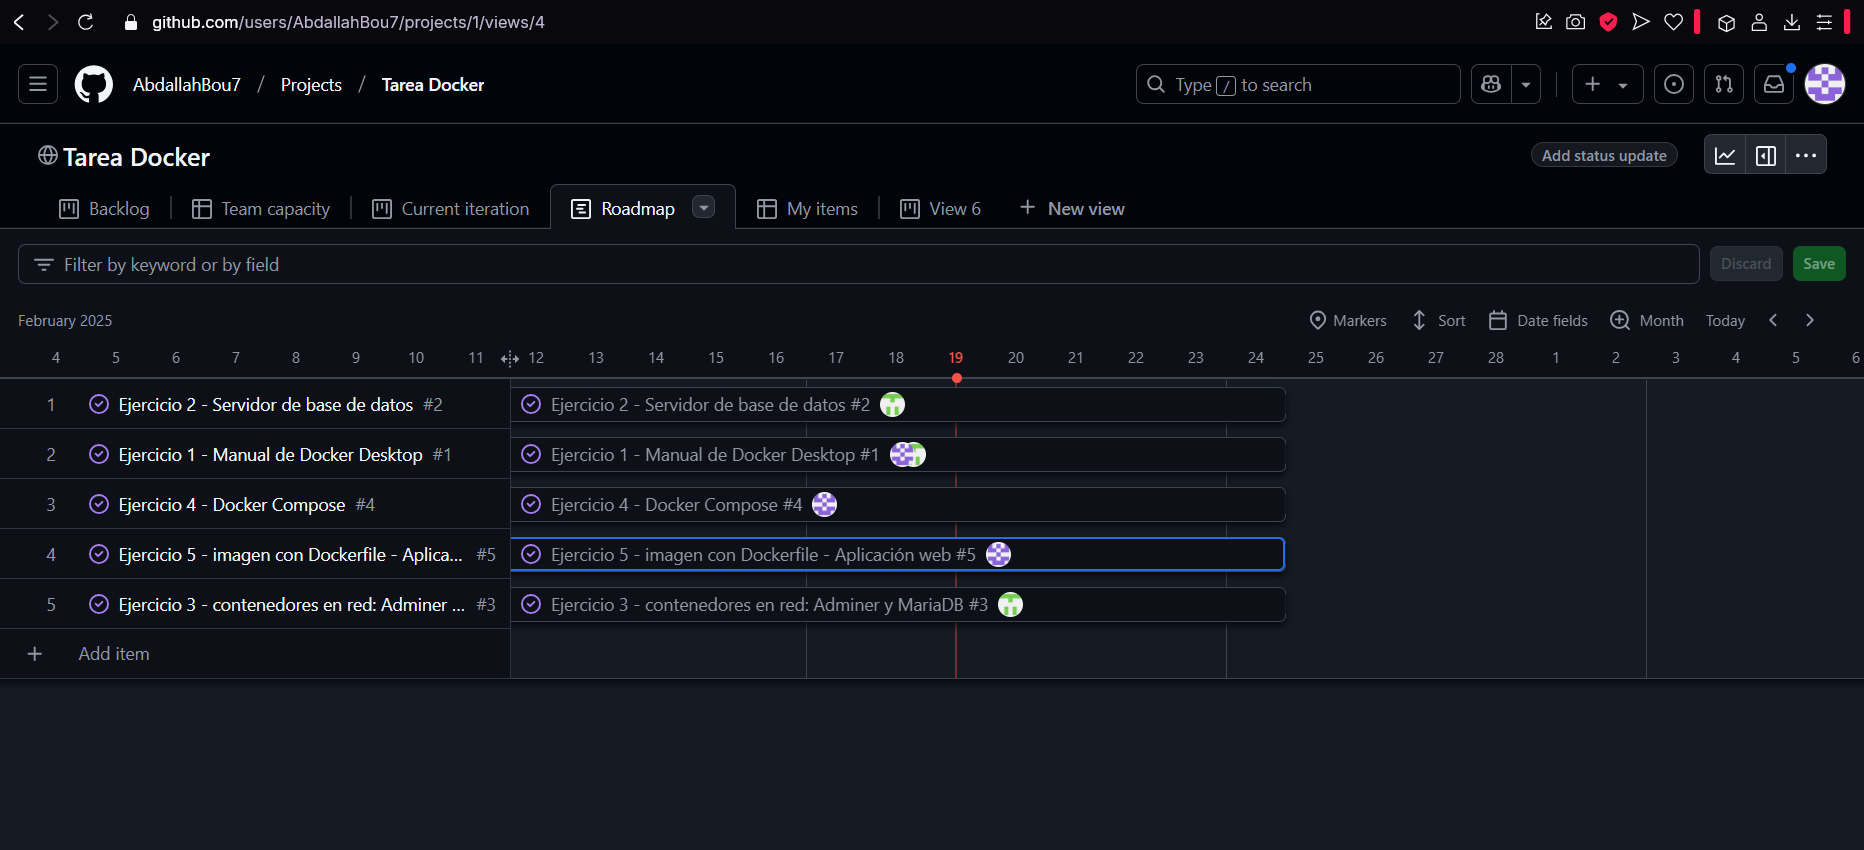 github.com/users/AbdallahBou7/projects/1/views/4
AbdallahBou7 / Projects / Tarea Docker
Type / to search
Tarea Docker
Add status update
Backlog
Team capacity
Current iteration
Roadmap
My items
View 6
New view
Filter by keyword or by field
Discard
Save
February 2025
Markers
Sort
Date fields
Month
Today
4 5 6 7 8 9 10 11 12 13 14 15 16 17 18 19 20 21 22 23 24 25 26 27 28 1 2 3 4 5 6
1 Ejercicio 2 - Servidor de base de datos #2
Ejercicio 2 - Servidor de base de datos #2
2 Ejercicio 1 - Manual de Docker Desktop #1
Ejercicio 1 - Manual de Docker Desktop #1
3 Ejercicio 4 - Docker Compose #4
Ejercicio 4 - Docker Compose #4
4 Ejercicio 5 - imagen con Dockerfile - Aplica... #5
Ejercicio 5 - imagen con Dockerfile - Aplicación web #5
5 Ejercicio 3 - contenedores en red: Adminer ... #3
Ejercicio 3 - contenedores en red: Adminer y MariaDB #3
Add item